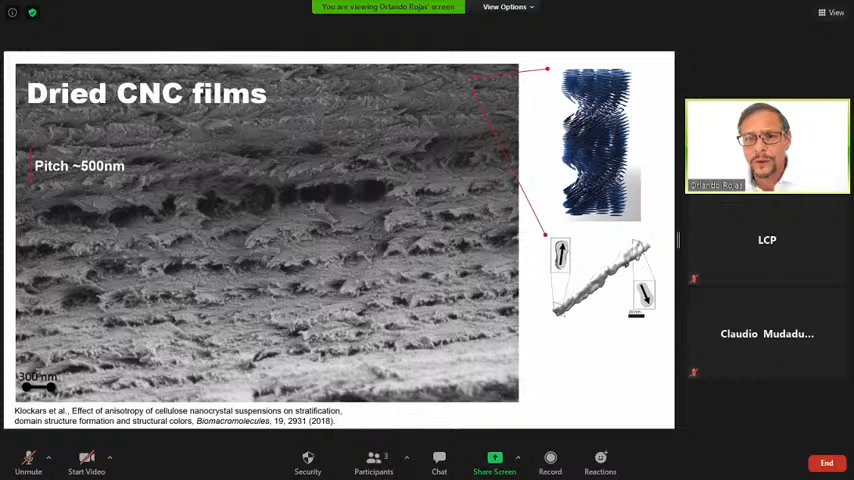 You are viewing Orlando Rojas' screen
View Options
View
Dried CNC films
Pitch ~500nm
300 nm
Klockars et al., Effect of anisotropy of cellulose nanocrystal suspensions on stratification,
domain structure formation and structural colors, Biomacromolecules, 19, 2931 (2018).
Orlando Rojas
LCP
Claudio Mudadu...
Unmute
Start Video
Security
Participants
3
Chat
Share Screen
Record
Reactions
End